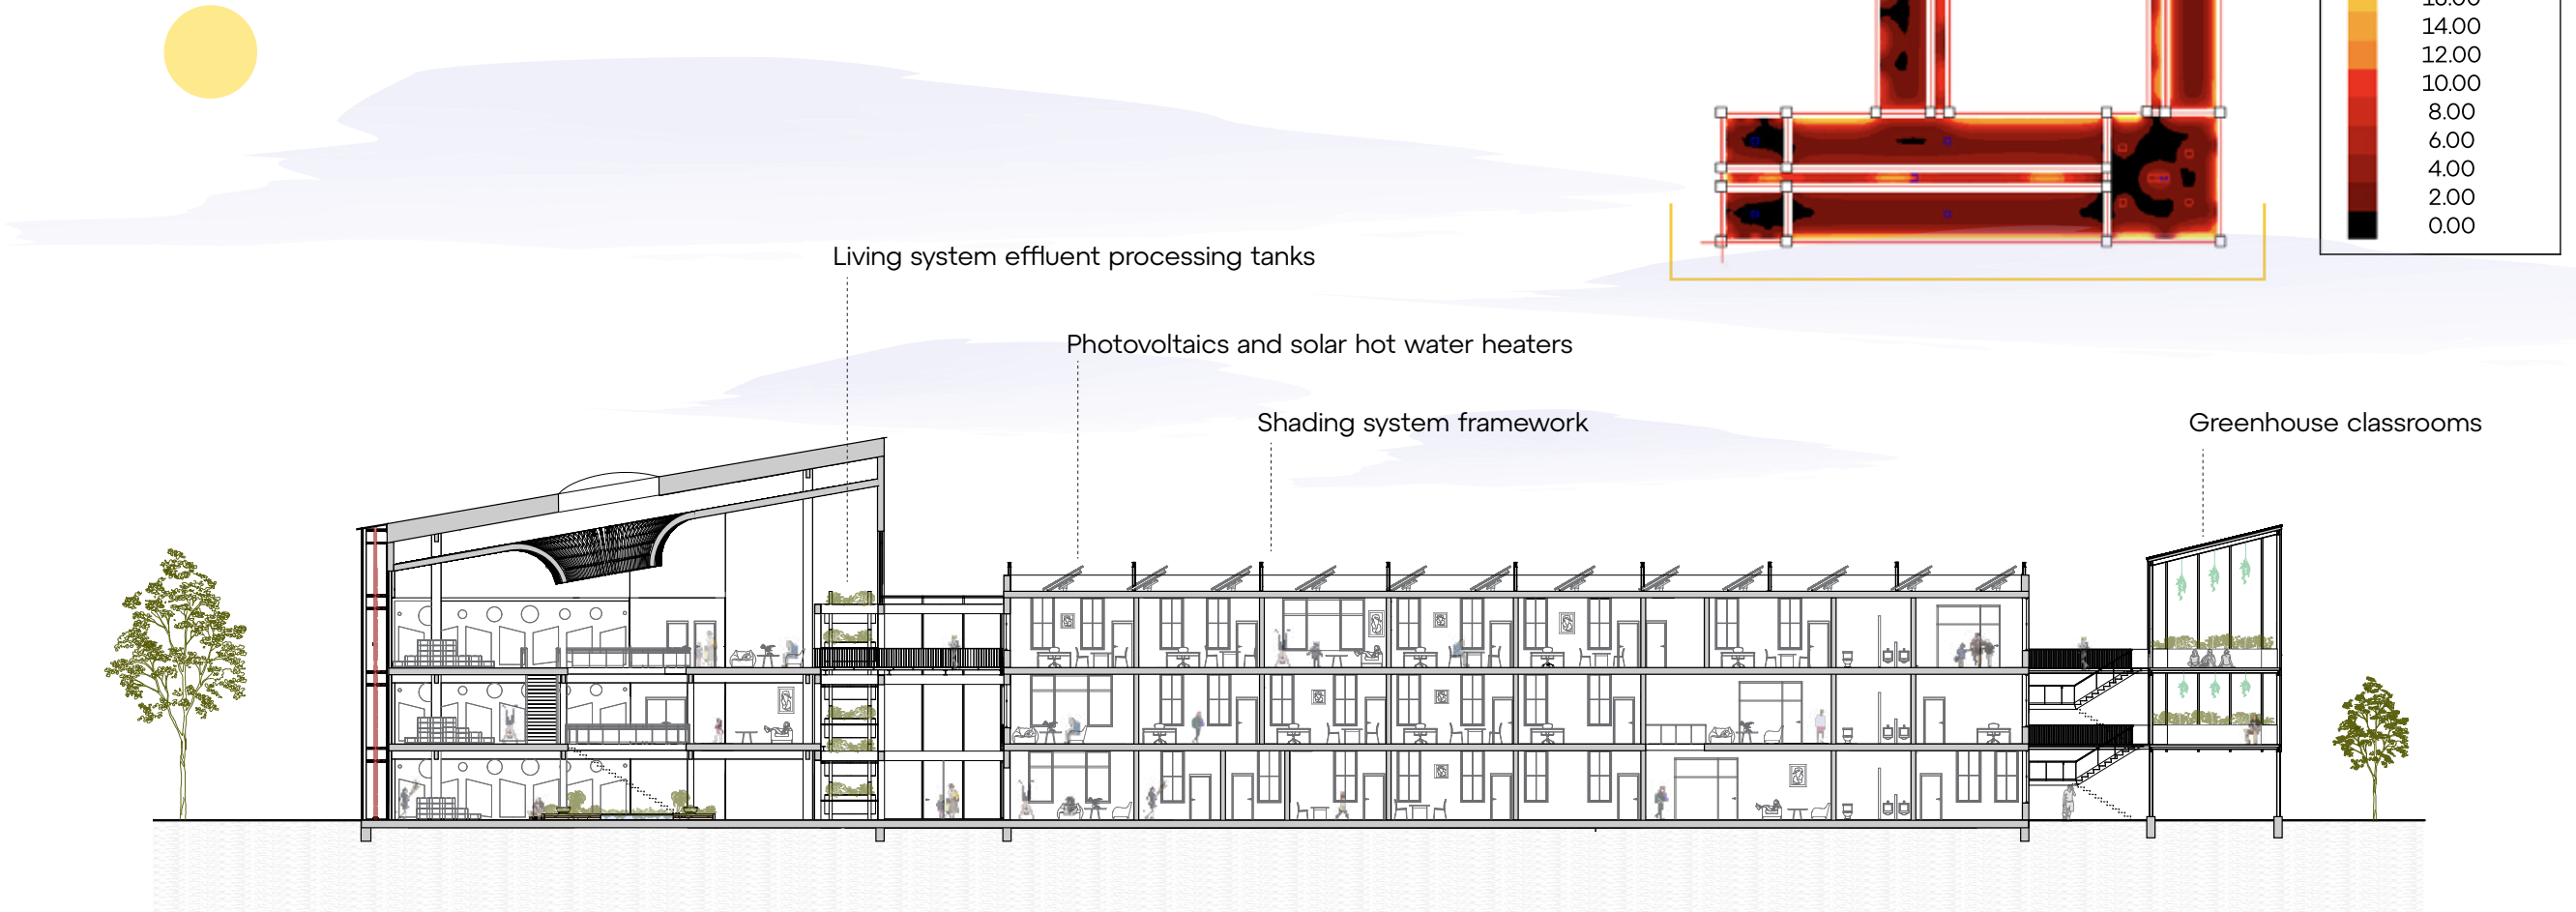 14.00
12.00
10.00
8.00
6.00
4.00
2.00
0.00
Living system effluent processing tanks
Photovoltaics and solar hot water heaters
Shading system framework
Greenhouse classrooms